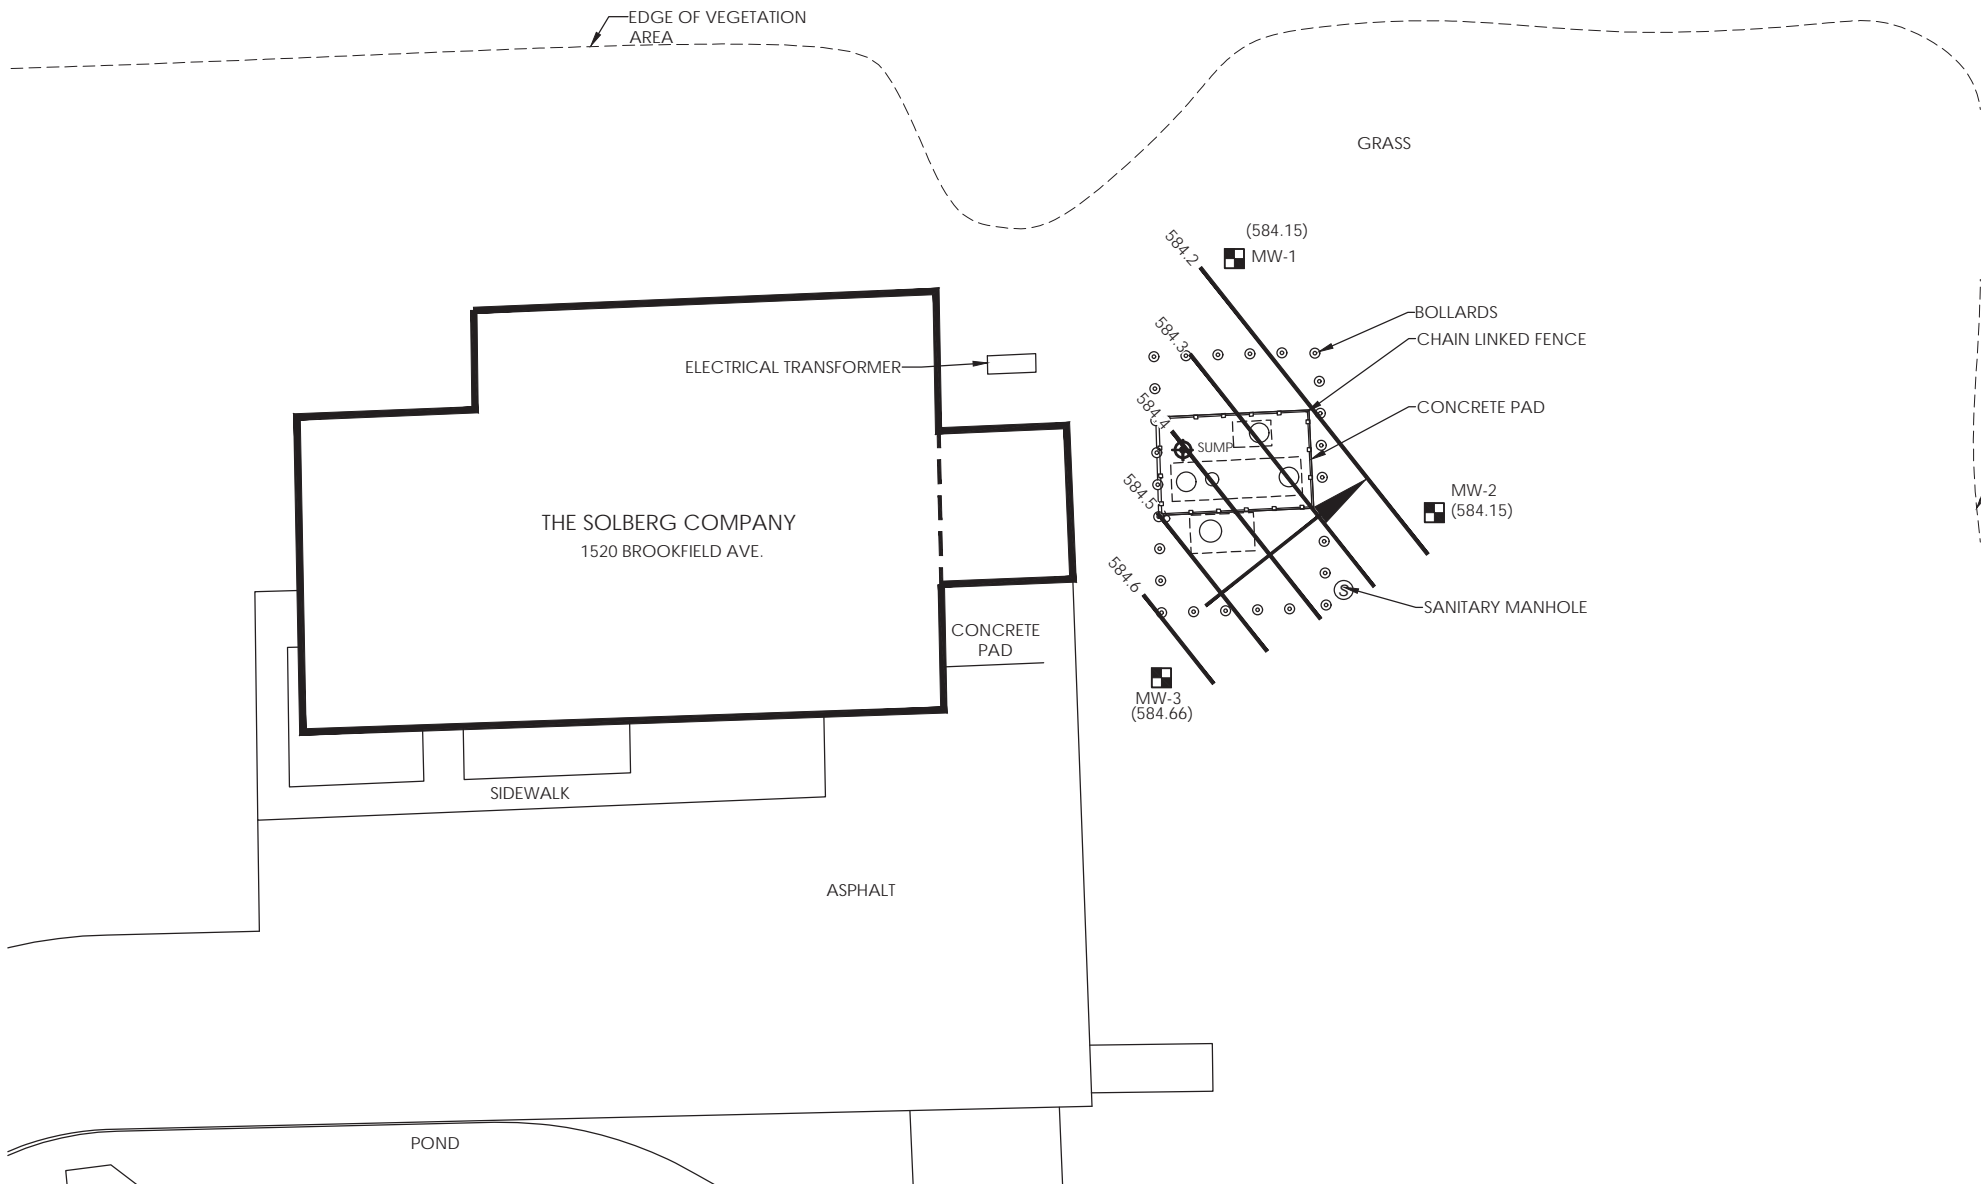 EDGE OF VEGETATION
AREA
GRASS
(584.15)
MW-1
584.2
584.3
584.4
584.5
584.6
BOLLARDS
CHAIN LINKED FENCE
CONCRETE PAD
ELECTRICAL TRANSFORMER
SUMP
MW-2
(584.15)
THE SOLBERG COMPANY
1520 BROOKFIELD AVE.
S
SANITARY MANHOLE
CONCRETE
PAD
MW-3
(584.66)
SIDEWALK
ASPHALT
POND